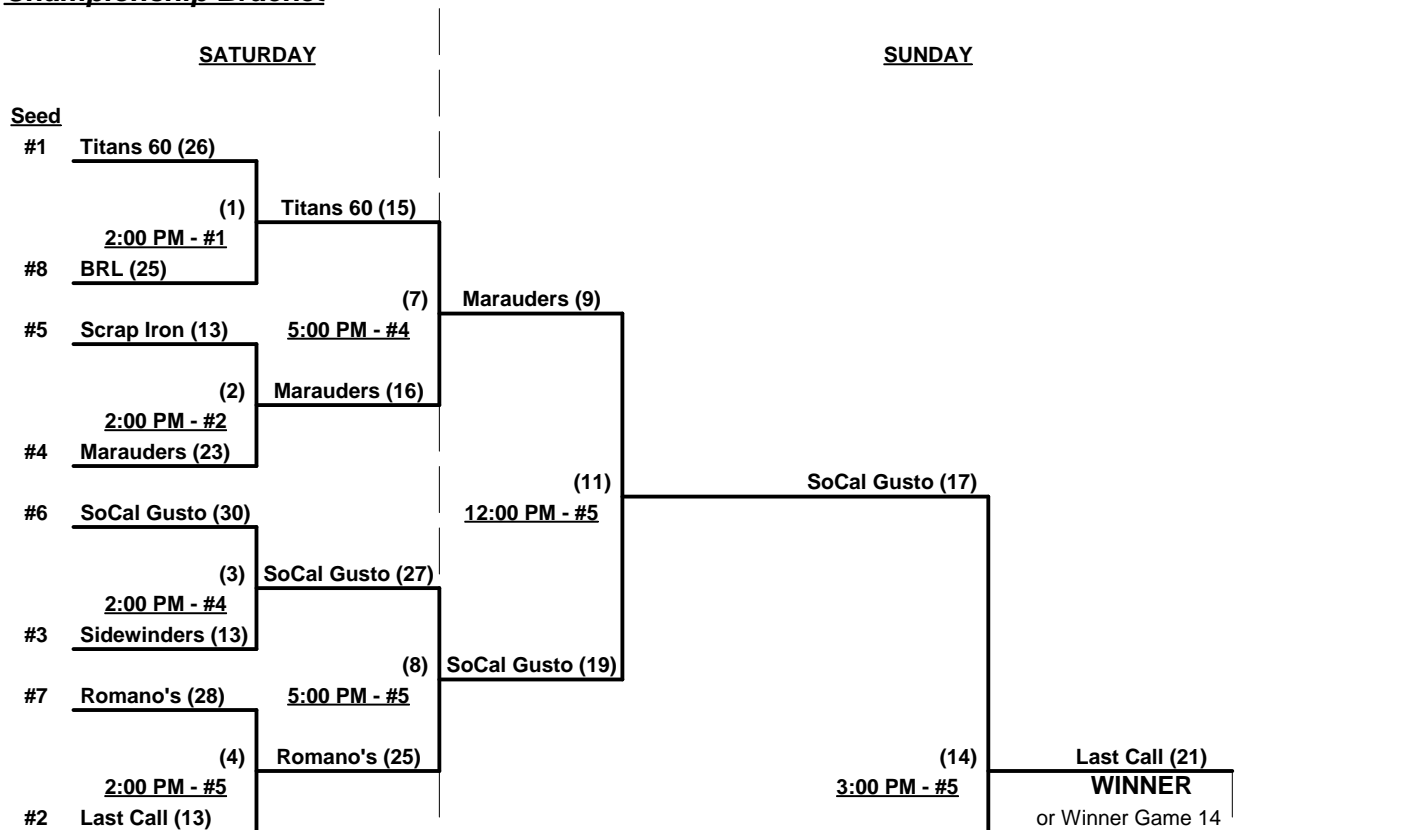 Championship Bracket
SATURDAY SUNDAY
Seed
#1 Titans 60 (26)
(1) Titans 60 (15)
2:00 PM - #1
#8 BRL (25)
(7) Marauders (9)
#5 Scrap Iron (13) 5:00 PM - #4
(2) Marauders (16)
2:00 PM - #2
#4 Marauders (23)
(11) SoCal Gusto (17)
#6 SoCal Gusto (30) 12:00 PM - #5
(3) SoCal Gusto (27)
2:00 PM - #4
#3 Sidewinders (13)
(8) SoCal Gusto (19)
#7 Romano's (28) 5:00 PM - #5
(4) Romano's (25) (14) Last Call (21)
2:00 PM - #5 3:00 PM - #5 WINNER
#2 Last Call (13) or Winner Game 14